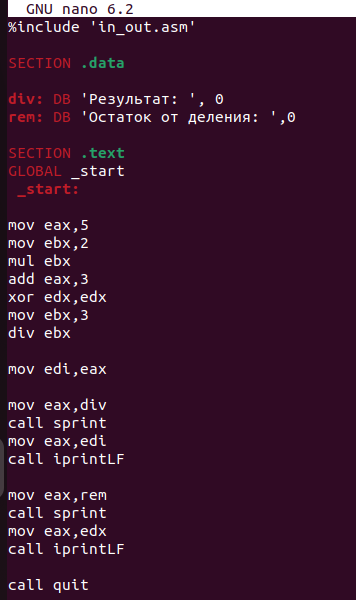 GNU nano 6.2
%include 'in_out.asm'
SECTION .data
div: DB 'Результат: ', 0
rem: DB 'Остаток от деления: ',0
SECTION .text
GLOBAL _start
_start:
mov eax,5
mov ebx,2
mul ebx
add eax,3
xor edx,edx
mov ebx,3
div ebx
mov edi,eax
mov eax,div
call sprint
mov eax,edi
call iprintLF
mov eax,rem
call sprint
mov eax,edx
call iprintLF
call quit